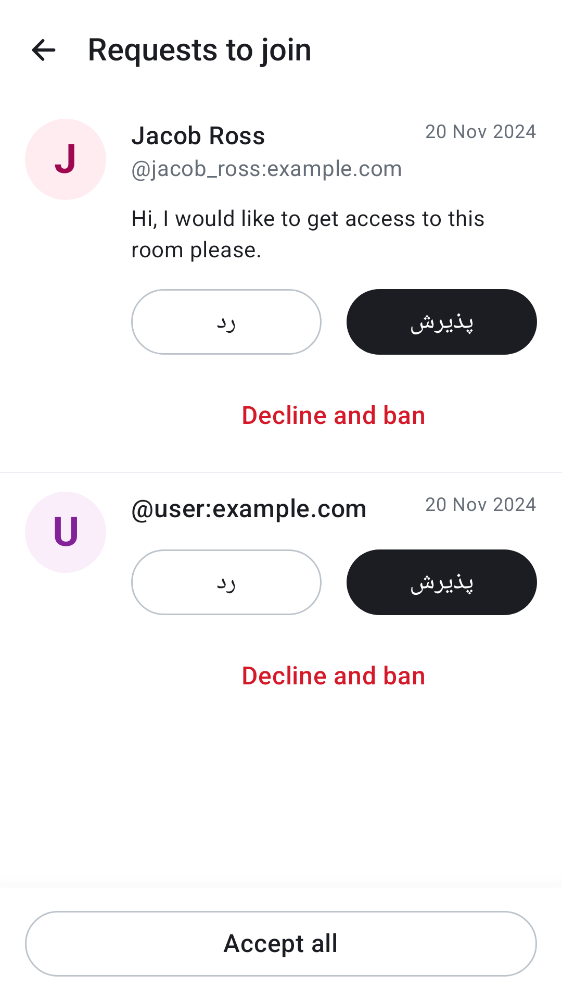 Requests to join
J
Jacob Ross
20 Nov 2024
@jacob_ross:example.com
Hi, I would like to get access to this
room please.
رد
پذیرش
Decline and ban
U
@user:example.com
20 Nov 2024
رد
پذیرش
Decline and ban
Accept all